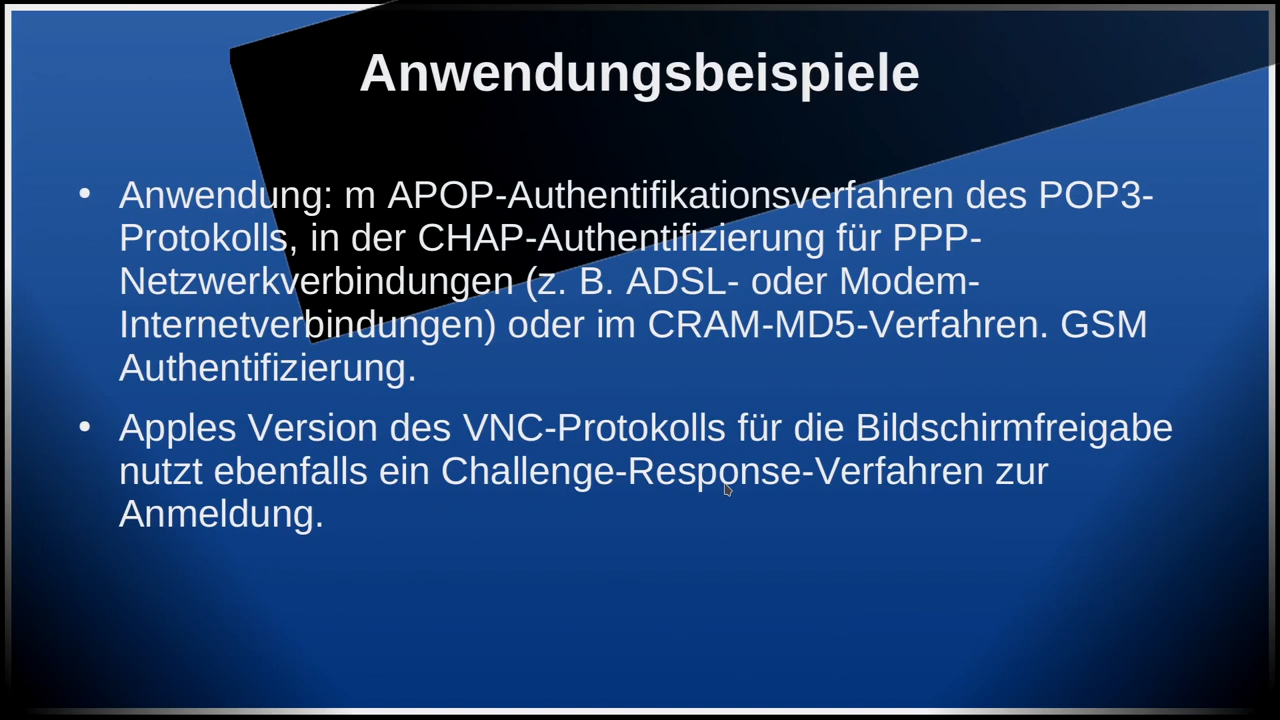 Anwendungsbeispiele
• Anwendung: m APOP-Authentifikationsverfahren des POP3-
Protokolls, in der CHAP-Authentifizierung für PPP-
Netzwerkverbindungen (z. B. ADSL- oder Modem-
Internetverbindungen) oder im CRAM-MD5-Verfahren. GSM
Authentifizierung.
• Apples Version des VNC-Protokolls für die Bildschirmfreigabe
nutzt ebenfalls ein Challenge-Response-Verfahren zur
Anmeldung.